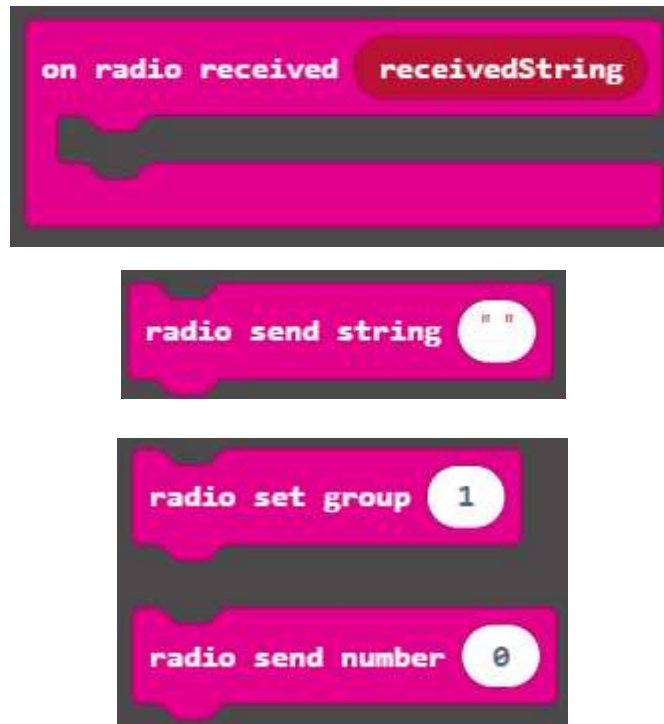 on radio received receivedString
radio send string " "
radio set group 1
radio send number 0